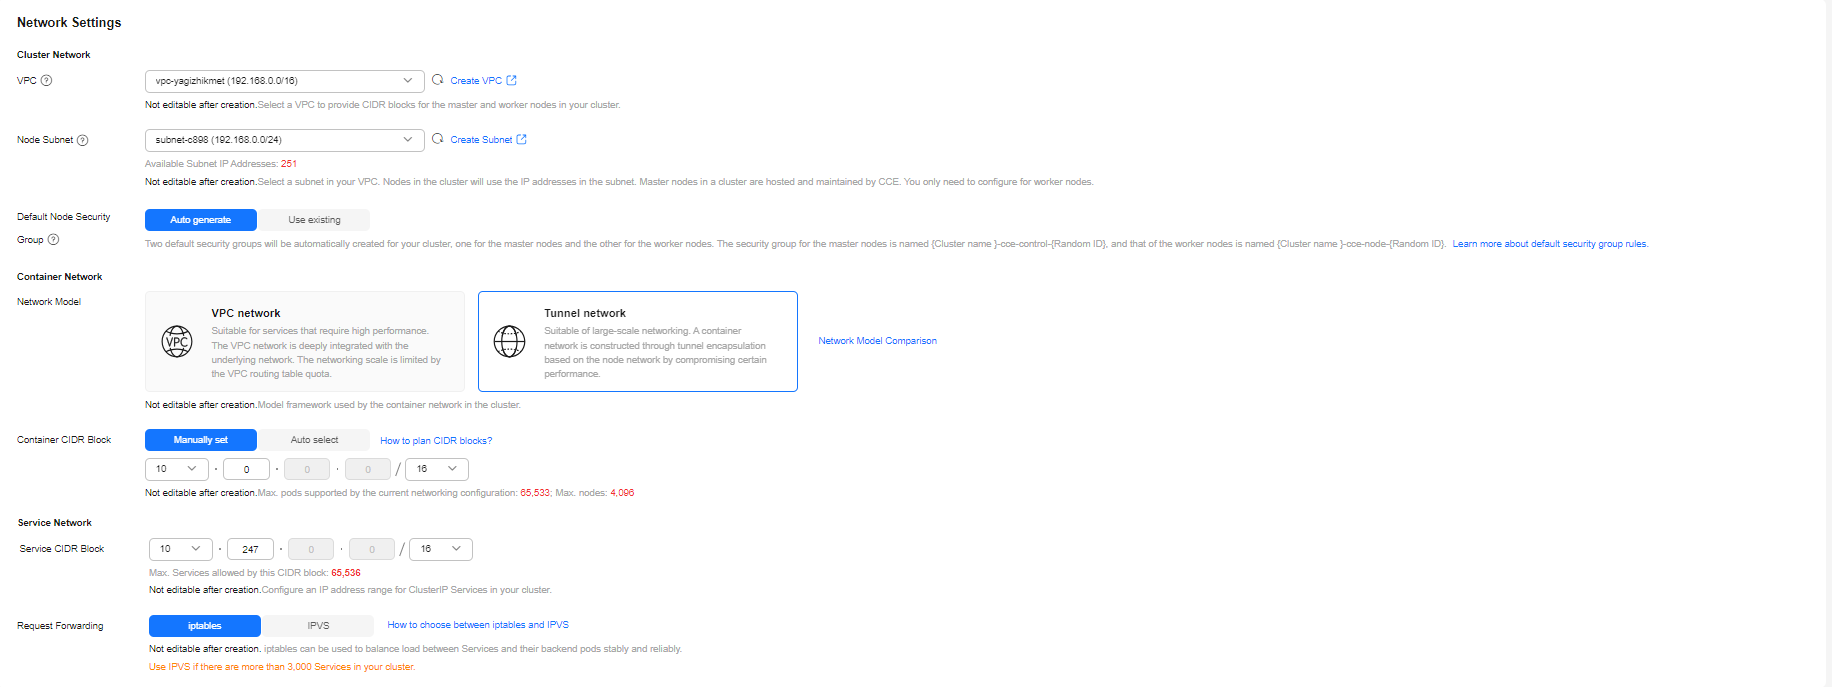 Network Settings
Cluster Network
VPC ?
vpc-yagizhikmet (192.168.0.0/16) Create VPC
Not editable after creation.Select a VPC to provide CIDR blocks for the master and worker nodes in your cluster.
Node Subnet ?
subnet-c898 (192.168.0.0/24) Create Subnet
Available Subnet IP Addresses: 251
Not editable after creation.Select a subnet in your VPC. Nodes in the cluster will use the IP addresses in the subnet. Master nodes in a cluster are hosted and maintained by CCE. You only need to configure for worker nodes.
Default Node Security
Group ?
Auto generate Use existing
Two default security groups will be automatically created for your cluster, one for the master nodes and the other for the worker nodes. The security group for the master nodes is named {Cluster name }-cce-control-{Random ID}, and that of the worker nodes is named {Cluster name }-cce-node-{Random ID}. Learn more about default security group rules.
Container Network
Network Model
VPC
VPC network
Suitable for services that require high performance.
The VPC network is deeply integrated with the
underlying network. The networking scale is limited by
the VPC routing table quota.
Tunnel network
Suitable of large-scale networking. A container
network is constructed through tunnel encapsulation
based on the node network by compromising certain
performance.
Network Model Comparison
Not editable after creation.Model framework used by the container network in the cluster.
Container CIDR Block
Manually set Auto select How to plan CIDR blocks?
10 · 0 · 0 · 0 / 16
Not editable after creation.Max. pods supported by the current networking configuration: 65,533; Max. nodes: 4,096
Service Network
Service CIDR Block
10 · 247 · 0 · 0 / 16
Max. Services allowed by this CIDR block: 65,536
Not editable after creation.Configure an IP address range for ClusterIP Services in your cluster.
Request Forwarding
iptables IPVS How to choose between iptables and IPVS
Not editable after creation. iptables can be used to balance load between Services and their backend pods stably and reliably.
Use IPVS if there are more than 3,000 Services in your cluster.